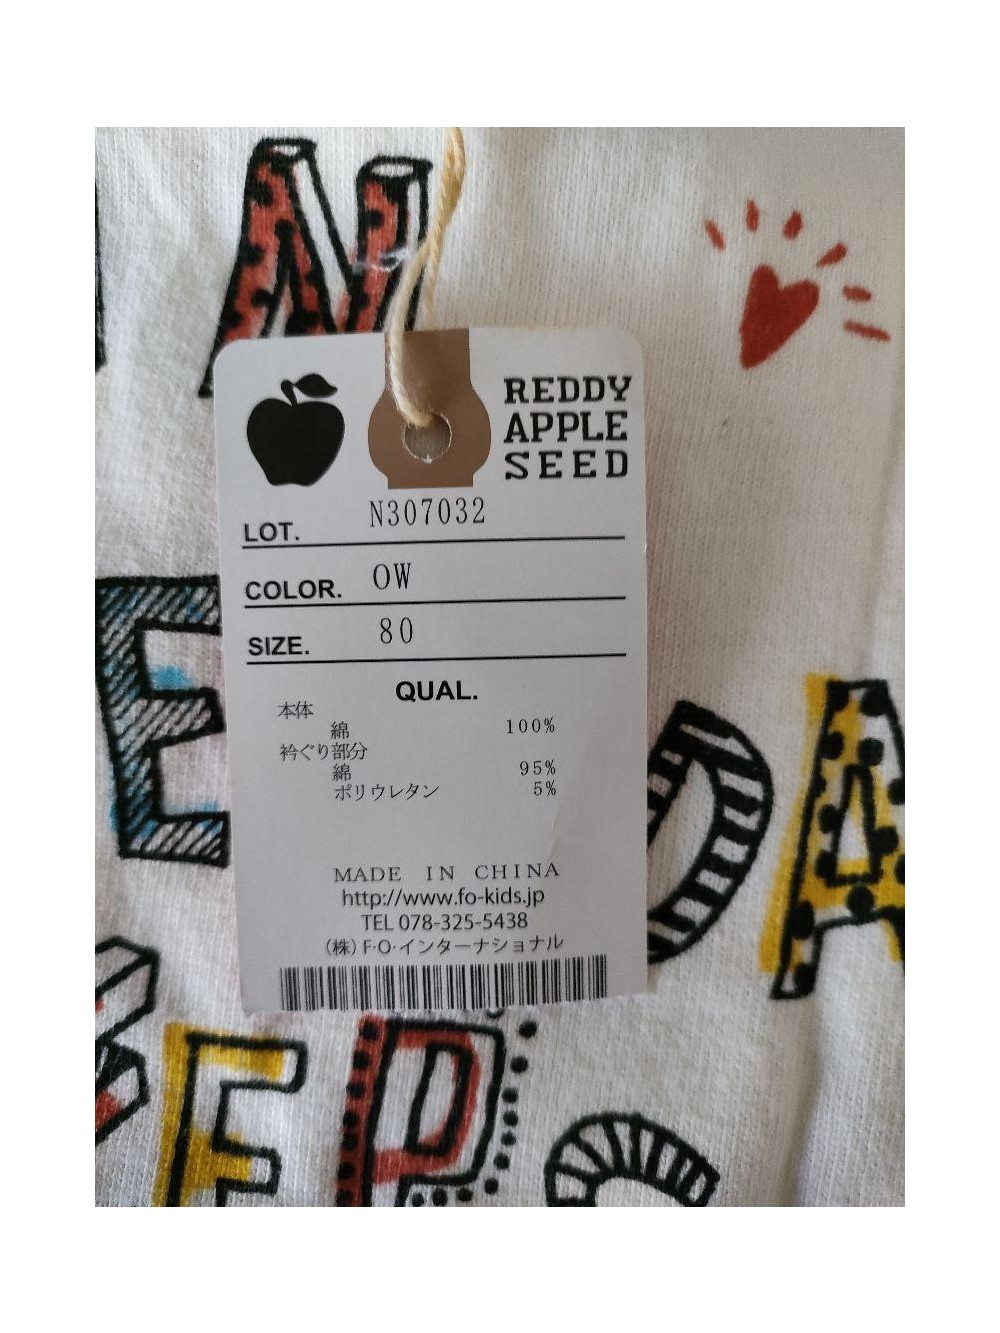 N
REDDY
APPLE
SEED
LOT. N307032
COLOR. OW
SIZE. 80
QUAL.
本体
綿 100%
衿ぐり部分
綿 95%
ポリウレタン 5%
MADE IN CHINA
http://www.fo-kids.jp
TEL 078-325-5438
(株)F・O・インターナショナル
E
DA
EP